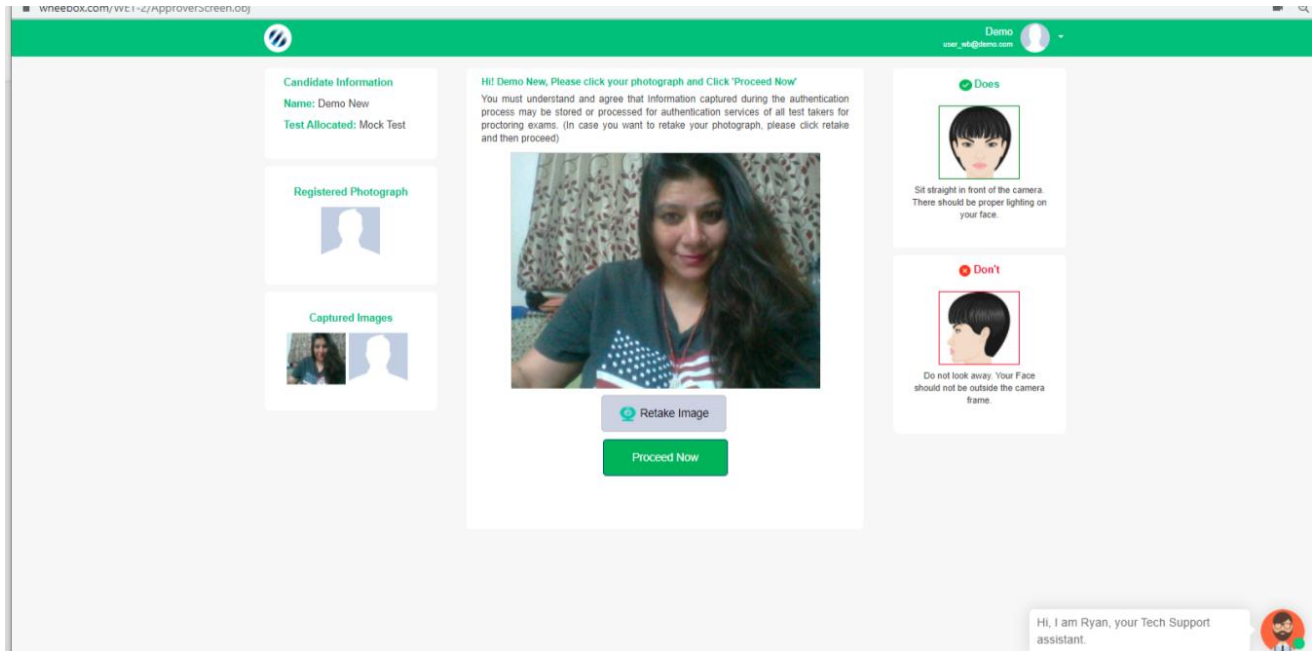 wheebox.com/WET-2/ApproverScreen.obj
Demo
user_wb@demo.com
Candidate Information
Name: Demo New
Test Allocated: Mock Test
Registered Photograph
Captured Images
Hi! Demo New, Please click your photograph and Click 'Proceed Now'
You must understand and agree that Information captured during the authentication
process may be stored or processed for authentication services of all test takers for
proctoring exams. (In case you want to retake your photograph, please click retake
and then proceed)
Retake Image
Proceed Now
Does
Sit straight in front of the camera.
There should be proper lighting on
your face.
Don't
Do not look away. Your Face
should not be outside the camera
frame.
Hi, I am Ryan, your Tech Support
assistant.